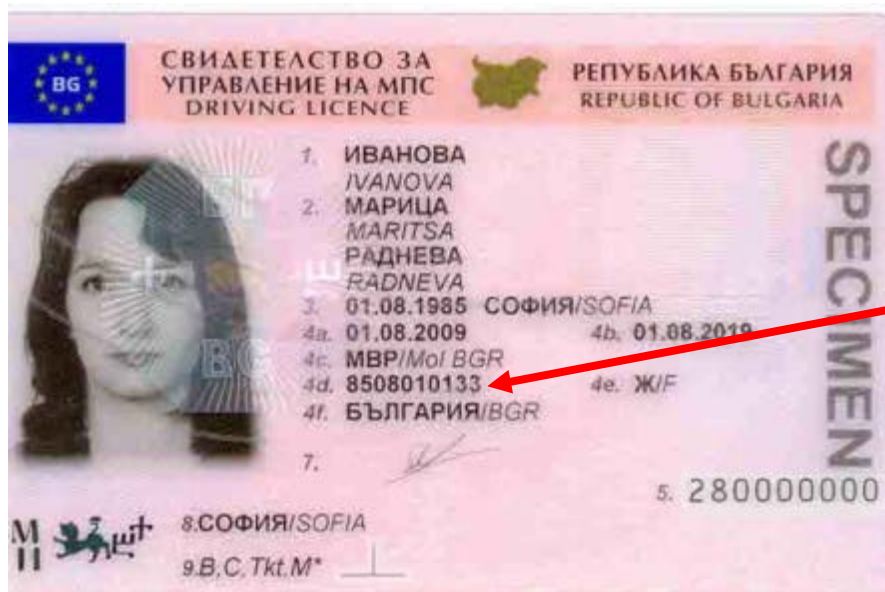 BG
СВИДЕТЕЛСТВО ЗА
УПРАВЛЕНИЕ НА МПС
DRIVING LICENCE
РЕПУБЛИКА БЪЛГАРИЯ
REPUBLIC OF BULGARIA
1. ИВАНОВА
IVANOVA
2. МАРИЦА
MARITSA
РАДНЕВА
RADNEVA
3. 01.08.1985 СОФИЯ/SOFIA
4a. 01.08.2009 4b. 01.08.2019
4c. МВР/MoI BGR
4d. 8508010133 4e. Ж/F
4f. БЪЛГАРИЯ/BGR
7.
5. 280000000
8.СОФИЯ/SOFIA
9.B,C,Tkt,M*
SPECIMEN